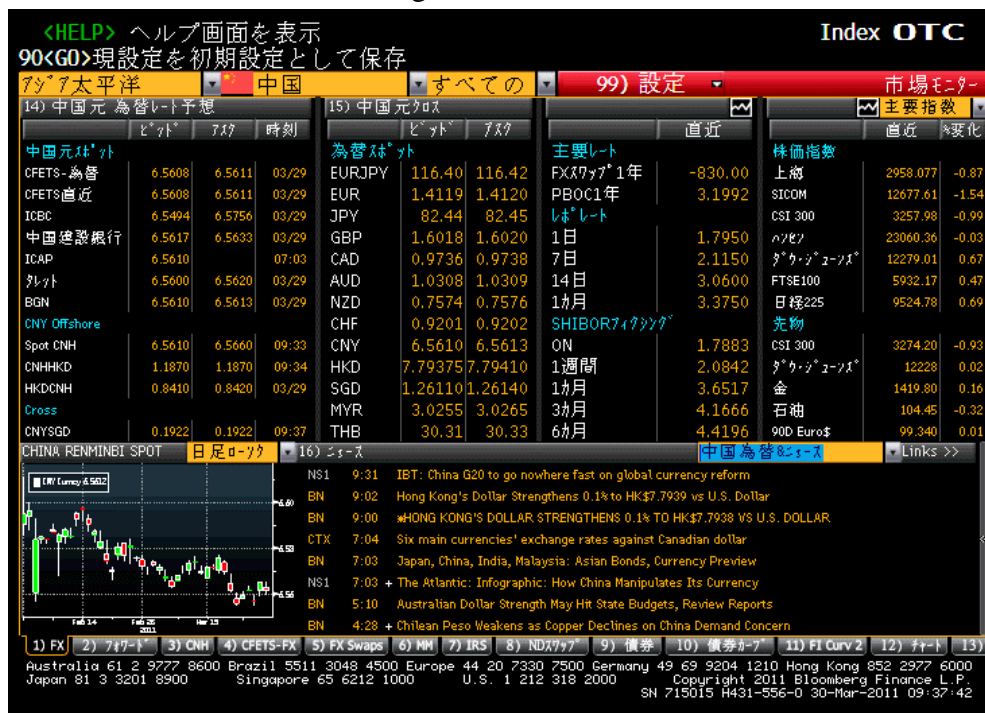 <HELP> ヘルプ画面を表示 Index OTC
90<GO>現設定を初期設定として保存
ｱｼﾞｱ太平洋 中国 すべての 99) 設定 市場ﾓﾆﾀｰ
14) 中国元 為替ﾚｰﾄ予想 15) 中国元ｸﾛｽ 主要指数
ﾋﾞｯﾄﾞ ｱｽｸ 時刻 ﾋﾞｯﾄﾞ ｱｽｸ 直近 直近 %変化
中国元ｽﾎﾟｯﾄ 為替ｽﾎﾟｯﾄ 主要ﾚｰﾄ 株価指数
CFETS-為替 6.5608 6.5611 03/29 EURJPY 116.40 116.42 FXｽﾜｯﾌﾟ1年 -830.00 上海 2958.077 -0.87
CFETS直近 6.5608 6.5611 03/29 EUR 1.4119 1.4120 PBOC1年 3.1992 SICOM 12677.61 -1.54
ICBC 6.5494 6.5756 03/29 JPY 82.44 82.45 ﾚﾎﾟﾚｰﾄ CSI 300 3257.98 -0.99
中国建設銀行 6.5617 6.5633 03/29 GBP 1.6018 1.6020 1日 1.7950 ﾊﾝｾﾝ 23060.36 -0.03
ICAP 6.5610 07:03 CAD 0.9736 0.9738 7日 2.1150 ﾀﾞｳ･ｼﾞｮｰﾝｽﾞ 12279.01 0.67
ﾀﾚｯﾄ 6.5600 6.5620 03/29 AUD 1.0308 1.0309 14日 3.0600 FTSE100 5932.17 0.47
BGN 6.5610 6.5613 03/29 NZD 0.7574 0.7576 1ｶ月 3.3750 日経225 9524.78 0.69
CNY Offshore CHF 0.9201 0.9202 SHIBORﾌｨｸｼﾝｸﾞ 先物
Spot CNH 6.5610 6.5660 09:33 CNY 6.5610 6.5613 ON 1.7883 CSI 300 3274.20 -0.93
CNHHKD 1.1870 1.1870 09:34 HKD 7.79375 7.79410 1週間 2.0842 ﾀﾞｳ･ｼﾞｮｰﾝｽﾞ 12228 0.02
HKDCNH 0.8410 0.8420 03/29 SGD 1.26110 1.26140 1ｶ月 3.6517 金 1419.80 0.16
Cross MYR 3.0255 3.0265 3ｶ月 4.1666 石油 104.45 -0.32
CNYSGD 0.1922 0.1922 09:37 THB 30.31 30.33 6ｶ月 4.4196 90D Euro$ 99.340 0.01
CHINA RENMINBI SPOT 日足ﾛｰｿｸ 16) ﾆｭｰｽ 中国為替&ﾆｭｰｽ Links >>
CNY Curncy 6.5612
6.60
6.58
6.56
Feb 14 Feb 28 Mar 15
2011
NS1 9:31 IBT: China G20 to go nowhere fast on global currency reform
BN 9:02 Hong Kong's Dollar Strengthens 0.1% to HK$7.7939 vs U.S. Dollar
BN 9:00 *HONG KONG'S DOLLAR STRENGTHENS 0.1% TO HK$7.7938 VS U.S. DOLLAR
CTX 7:04 Six main currencies' exchange rates against Canadian dollar
BN 7:03 Japan, China, India, Malaysia: Asian Bonds, Currency Preview
NS1 7:03 + The Atlantic: Infographic: How China Manipulates Its Currency
BN 5:10 Australian Dollar Strength May Hit State Budgets, Review Reports
BN 4:28 + Chilean Peso Weakens as Copper Declines on China Demand Concern
1) FX 2) ﾌｫﾜｰﾄﾞ 3) CNH 4) CFETS-FX 5) FX Swaps 6) MM 7) IRS 8) NDｽﾜｯﾌﾟ 9) 債券 10) 債券ｶｰﾌﾞ 11) FI Curv 2 12) ﾁｬｰﾄ 13)
Australia 61 2 9777 8600 Brazil 5511 3048 4500 Europe 44 20 7330 7500 Germany 49 69 9204 1210 Hong Kong 852 2977 6000
Japan 81 3 3201 8900 Singapore 65 6212 1000 U.S. 1 212 318 2000 Copyright 2011 Bloomberg Finance L.P.
SN 715015 H431-556-0 30-Mar-2011 09:37:42